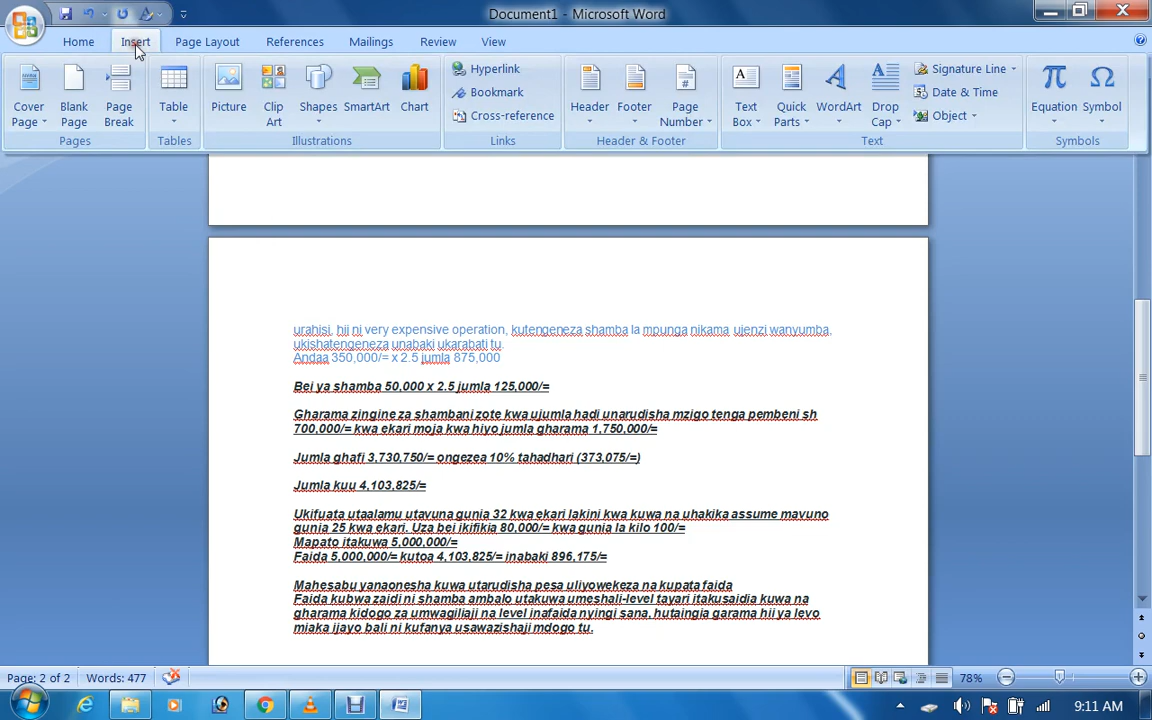 Document1 - Microsoft Word
Home Insert Page Layout References Mailings Review View
Cover Page Blank Page Page Break Table Picture Clip Art Shapes SmartArt Chart Hyperlink Bookmark Cross-reference Header Footer Page Number Text Box Quick Parts WordArt Drop Cap Signature Line Date & Time Object Equation Symbol
Pages Tables Illustrations Links Header & Footer Text Symbols
urahisi, hii ni very expensive operation, kutengeneza shamba la mpunga nikama ujenzi wanyumba,
ukishatengeneza unabaki ukarabati tu.
Andaa 350,000/= x 2.5 jumla 875,000
Bei ya shamba 50,000 x 2.5 jumla 125,000/=
Gharama zingine za shambani zote kwa ujumla hadi unarudisha mzigo tenga pembeni sh
700,000/= kwa ekari moja kwa hiyo jumla gharama 1,750,000/=
Jumla ghafi 3,730,750/= ongezea 10% tahadhari (373,075/=)
Jumla kuu 4,103,825/=
Ukifuata utaalamu utavuna gunia 32 kwa ekari lakini kwa kuwa na uhakika assume mavuno
gunia 25 kwa ekari. Uza bei ikifikia 80,000/= kwa gunia la kilo 100/=
Mapato itakuwa 5,000,000/=
Faida 5,000,000/= kutoa 4,103,825/= inabaki 896,175/=
Mahesabu yanaonesha kuwa utarudisha pesa uliyowekeza na kupata faida
Faida kubwa zaidi ni shamba ambalo utakuwa umeshali-level tayari itakusaidia kuwa na
gharama kidogo za umwagiliaji na level inafaida nyingi sana, hutaingia garama hii ya levo
miaka ijayo bali ni kufanya usawazishaji mdogo tu.
Page: 2 of 2 Words: 477 78%
9:11 AM